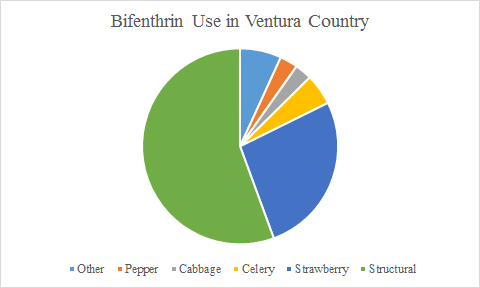 Bifenthrin Use in Ventura Country
Other Pepper Cabbage Celery Strawberry Structural